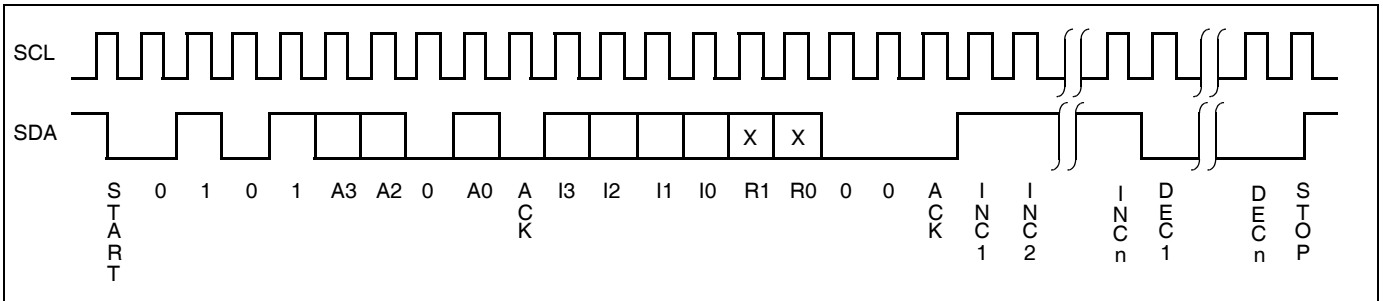 SCL
SDA
X X
START 0 1 0 1 A3 A2 0 A0 ACK I3 I2 I1 I0 R1 R0 0 0 ACK INC1 INC2 INCn DEC1 DECn STOP